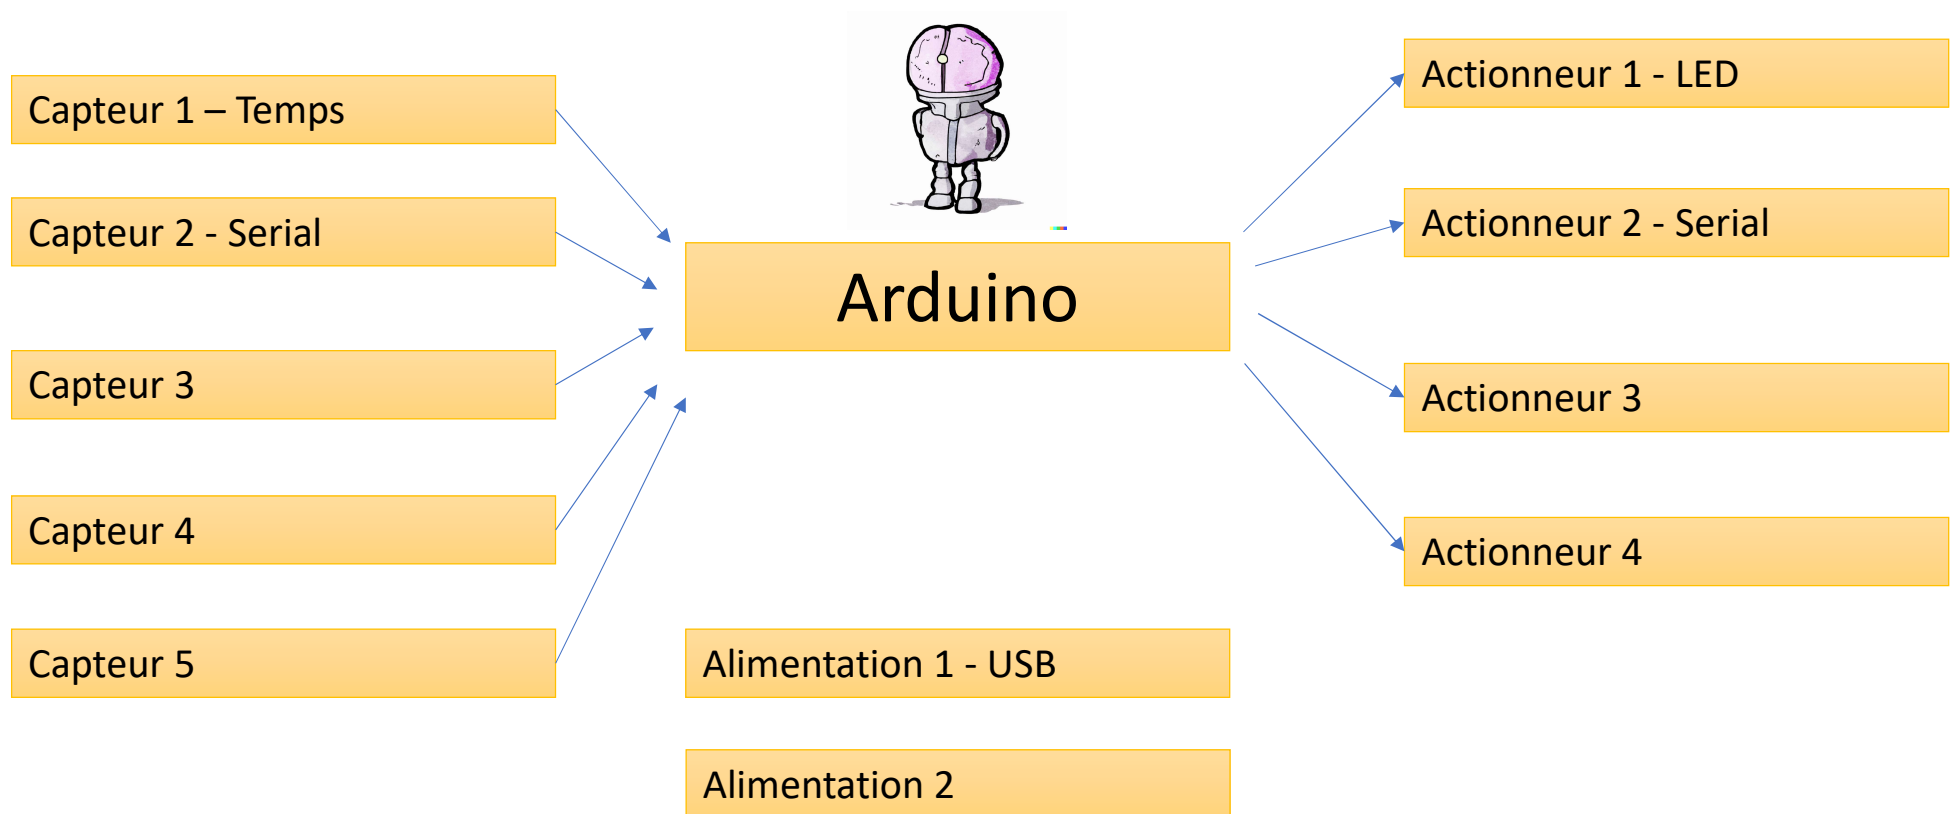 Capteur 1 – Temps
Capteur 2 - Serial
Capteur 3
Capteur 4
Capteur 5
Arduino
Alimentation 1 - USB
Alimentation 2
Actionneur 1 - LED
Actionneur 2 - Serial
Actionneur 3
Actionneur 4